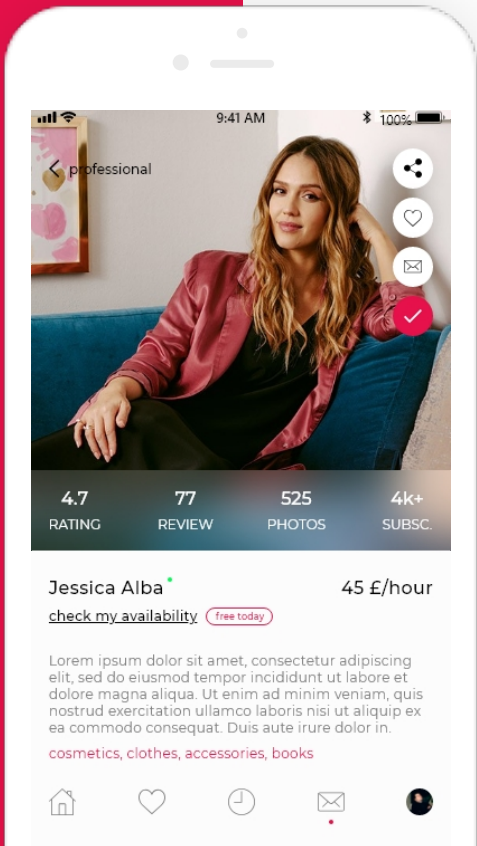 9:41 AM 100%
professional
4.7 77 525 4k+
RATING REVIEW PHOTOS SUBSC.
Jessica Alba 45 £/hour
check my availability free today
Lorem ipsum dolor sit amet, consectetur adipiscing
elit, sed do eiusmod tempor incididunt ut labore et
dolore magna aliqua. Ut enim ad minim veniam, quis
nostrud exercitation ullamco laboris nisi ut aliquip ex
ea commodo consequat. Duis aute irure dolor in.
cosmetics, clothes, accessories, books